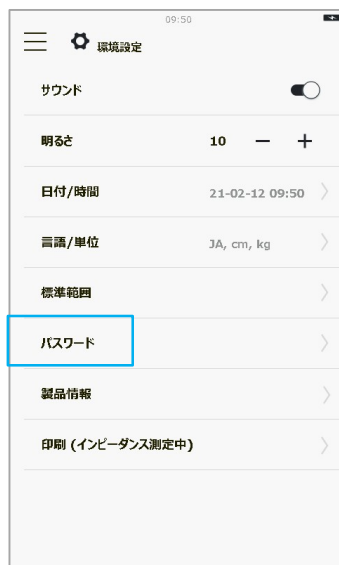 09:50
環境設定
サウンド
明るさ 10 − +
日付/時間 21-02-12 09:50
言語/単位 JA, cm, kg
標準範囲
パスワード
製品情報
印刷 (インピーダンス測定中)